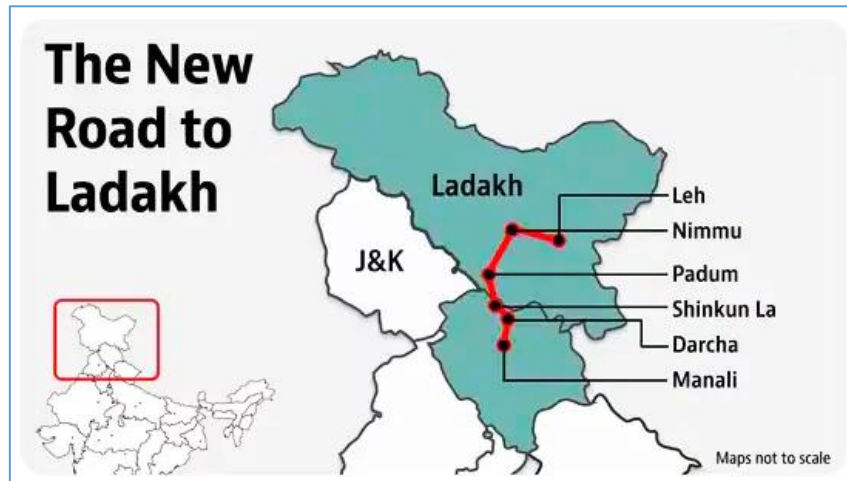 The New
Road to
Ladakh
Ladakh
J&K
Leh
Nimmu
Padum
Shinkun La
Darcha
Manali
Maps not to scale